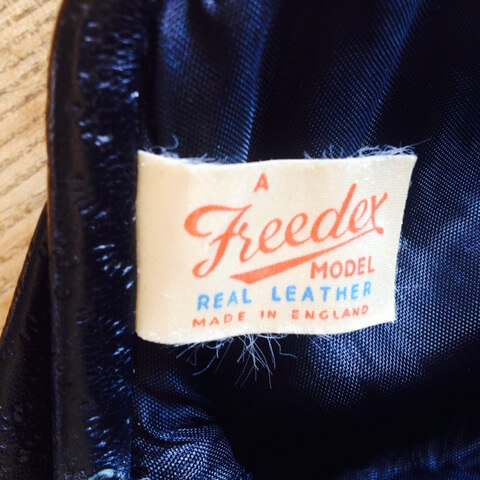 A
Freedex
MODEL
REAL LEATHER
MADE IN ENGLAND